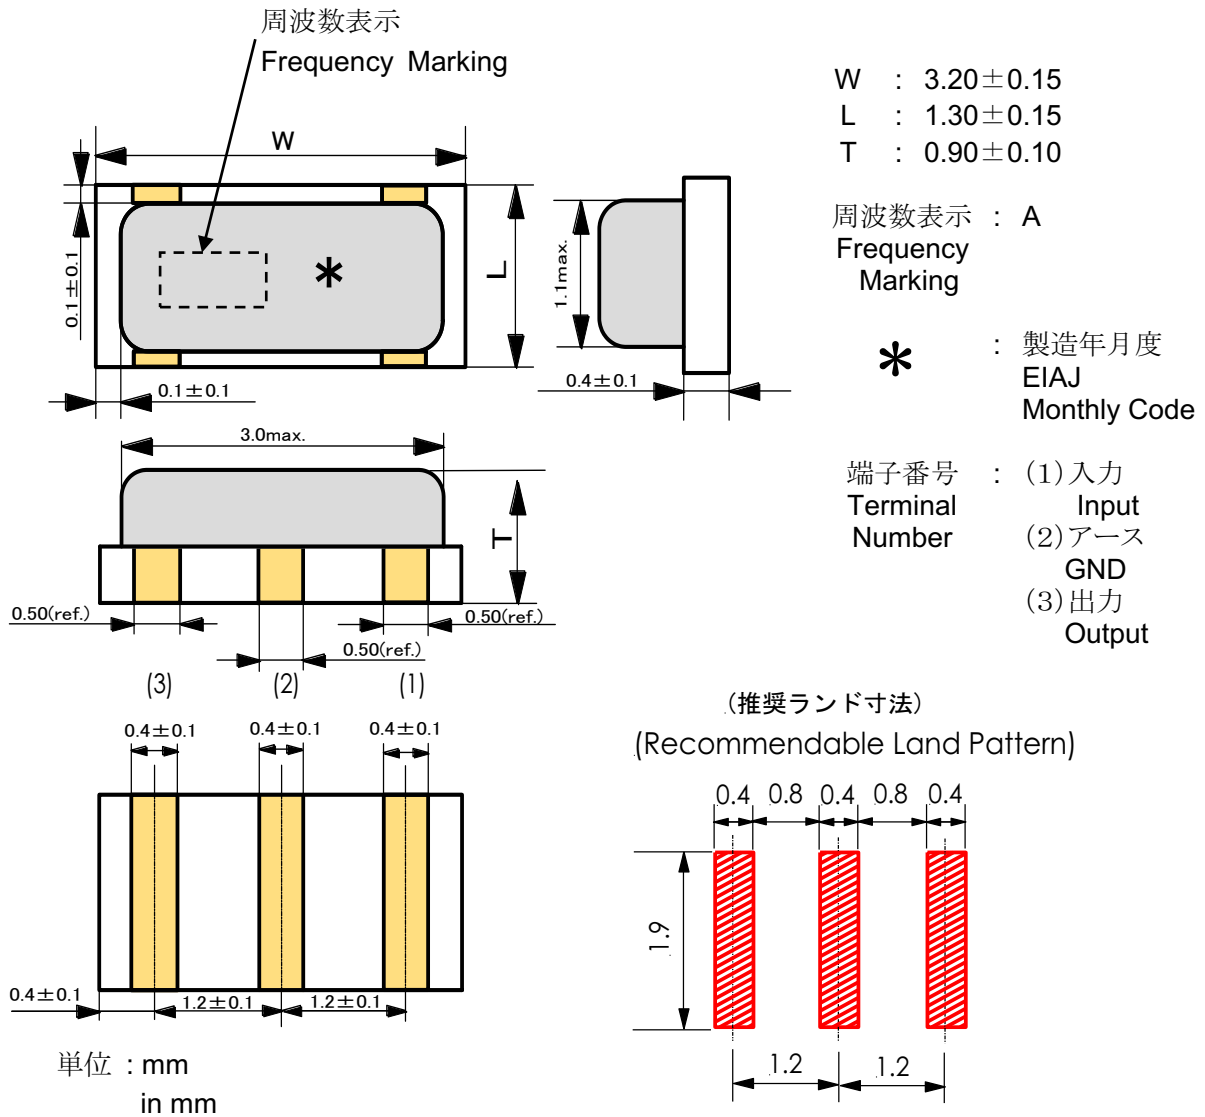 周波数表示
Frequency Marking
W
L
0.1±0.1
0.1±0.1
1.1max.
0.4±0.1
W : 3.20±0.15
L : 1.30±0.15
T : 0.90±0.10
周波数表示 : A
Frequency
Marking
* : 製造年月度
EIAJ
Monthly Code
端子番号 : (1)入力
Terminal Input
Number (2)アース
GND
(3)出力
Output
3.0max.
T
0.50(ref.)
0.50(ref.)
0.50(ref.)
(3) (2) (1)
0.4±0.1 0.4±0.1 0.4±0.1
0.4±0.1 1.2±0.1 1.2±0.1
単位 : mm
in mm
(推奨ランド寸法)
(Recommendable Land Pattern)
0.4 0.8 0.4 0.8 0.4
1.9
1.2 1.2